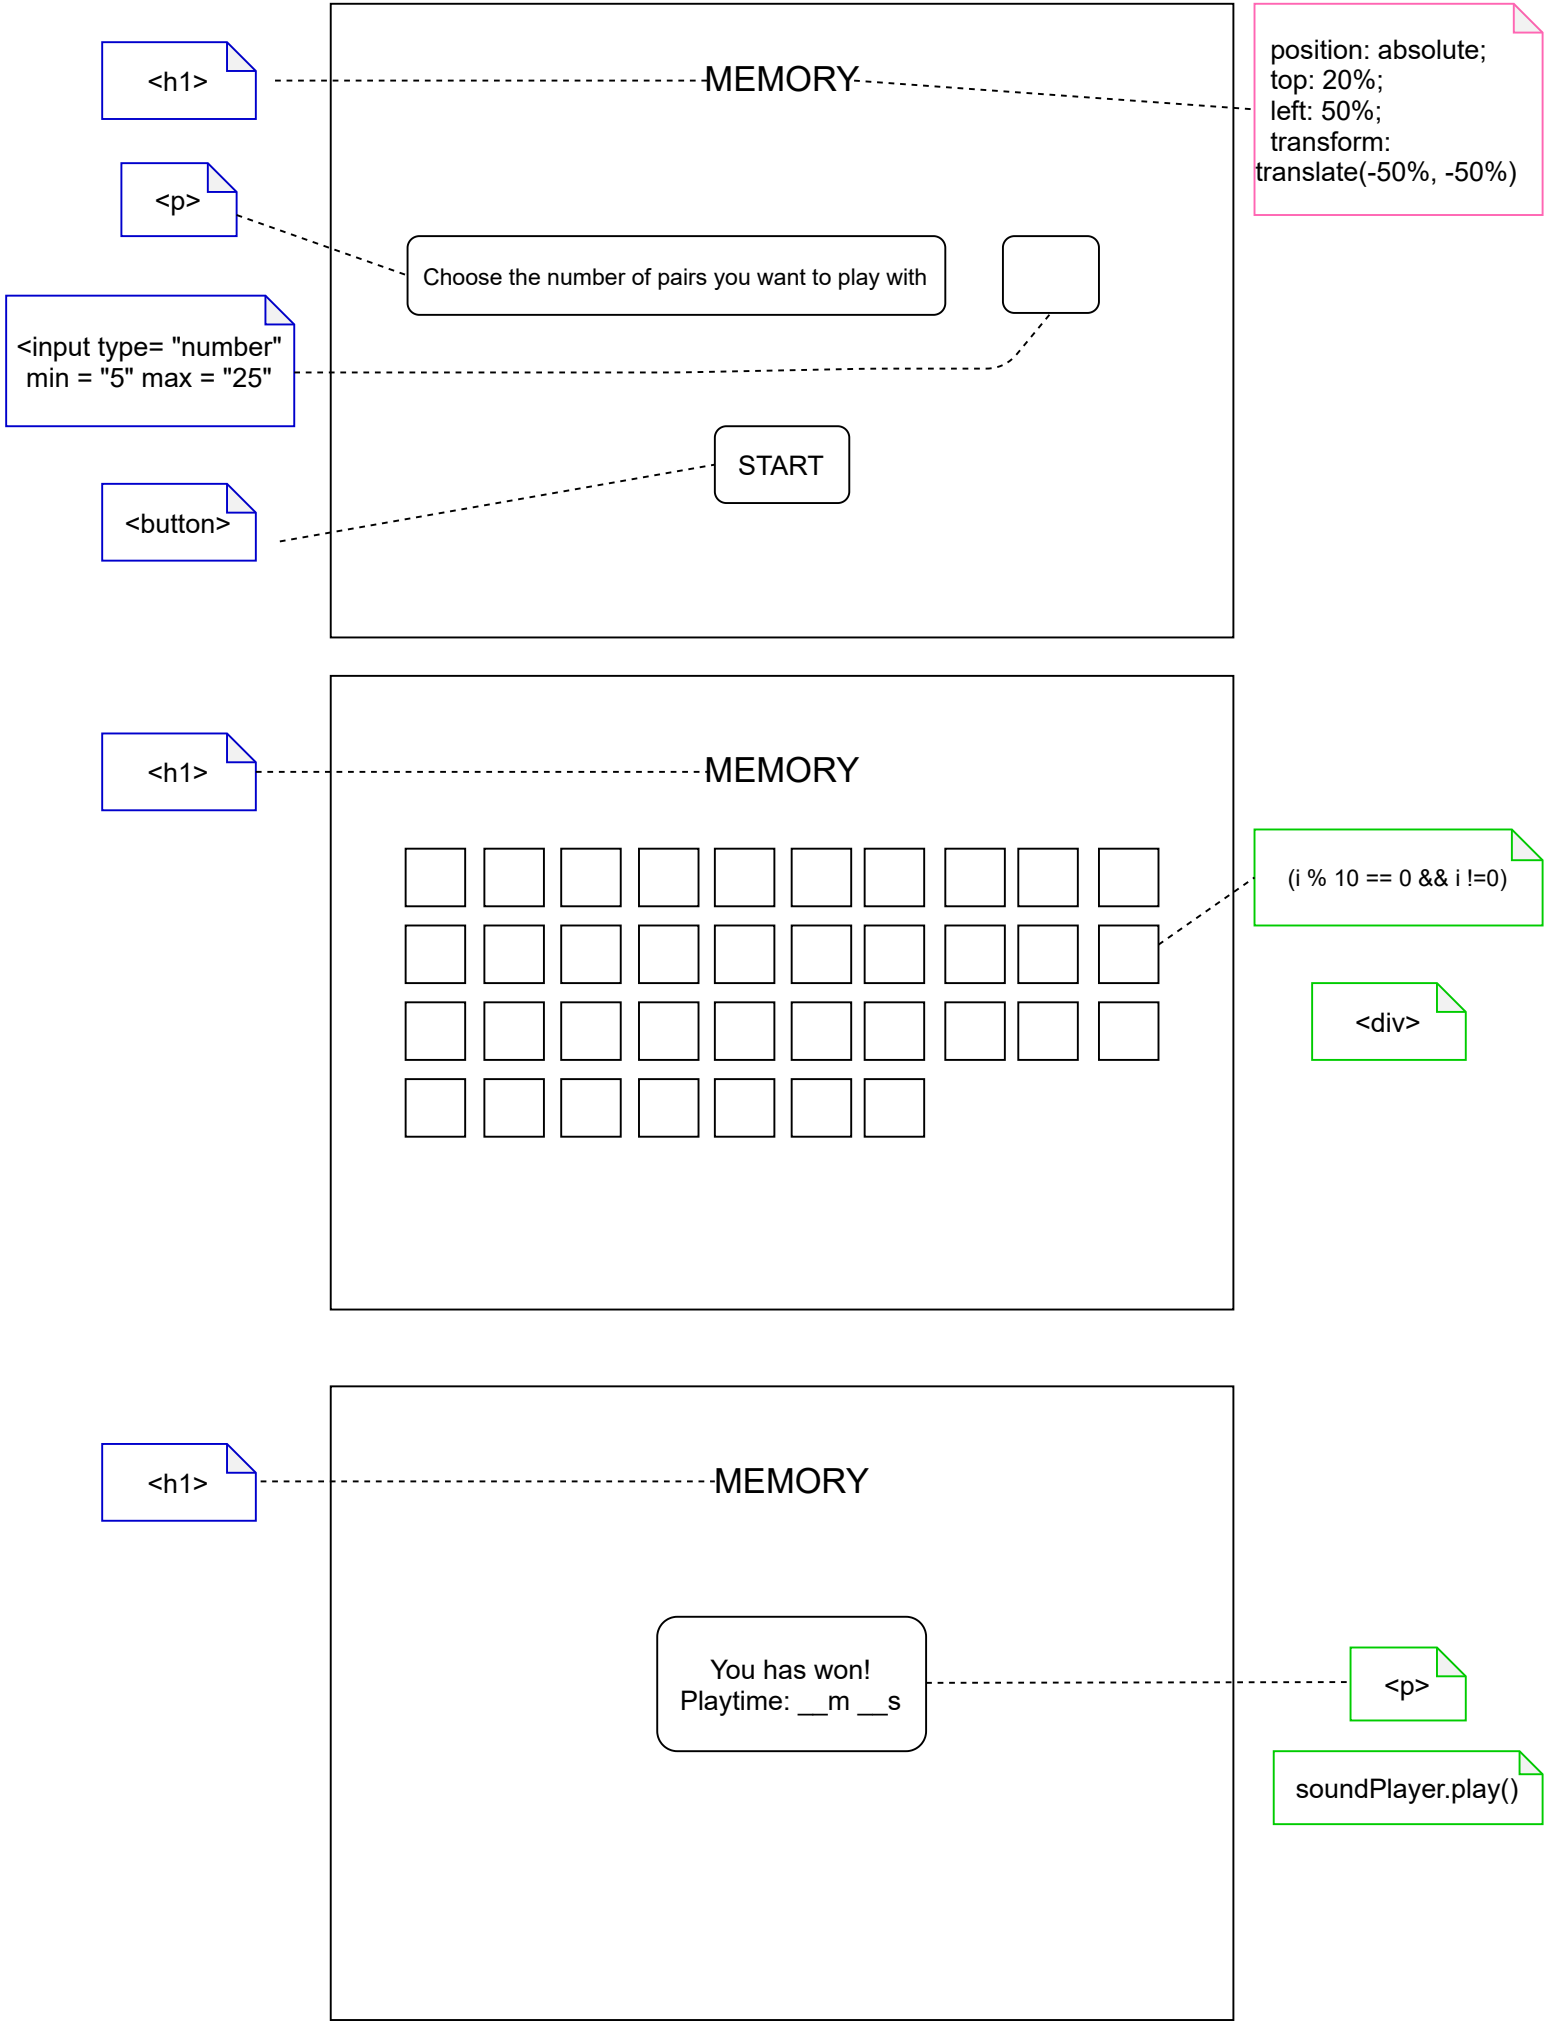 <h1>
MEMORY
position: absolute;
top: 20%;
left: 50%;
transform:
translate(-50%, -50%)
<p>
Choose the number of pairs you want to play with
<input type= "number"
min = "5" max = "25"
START
<button>
<h1>
MEMORY
(i % 10 == 0 && i !=0)
<div>
<h1>
MEMORY
You has won!
Playtime: __m __s
<p>
soundPlayer.play()